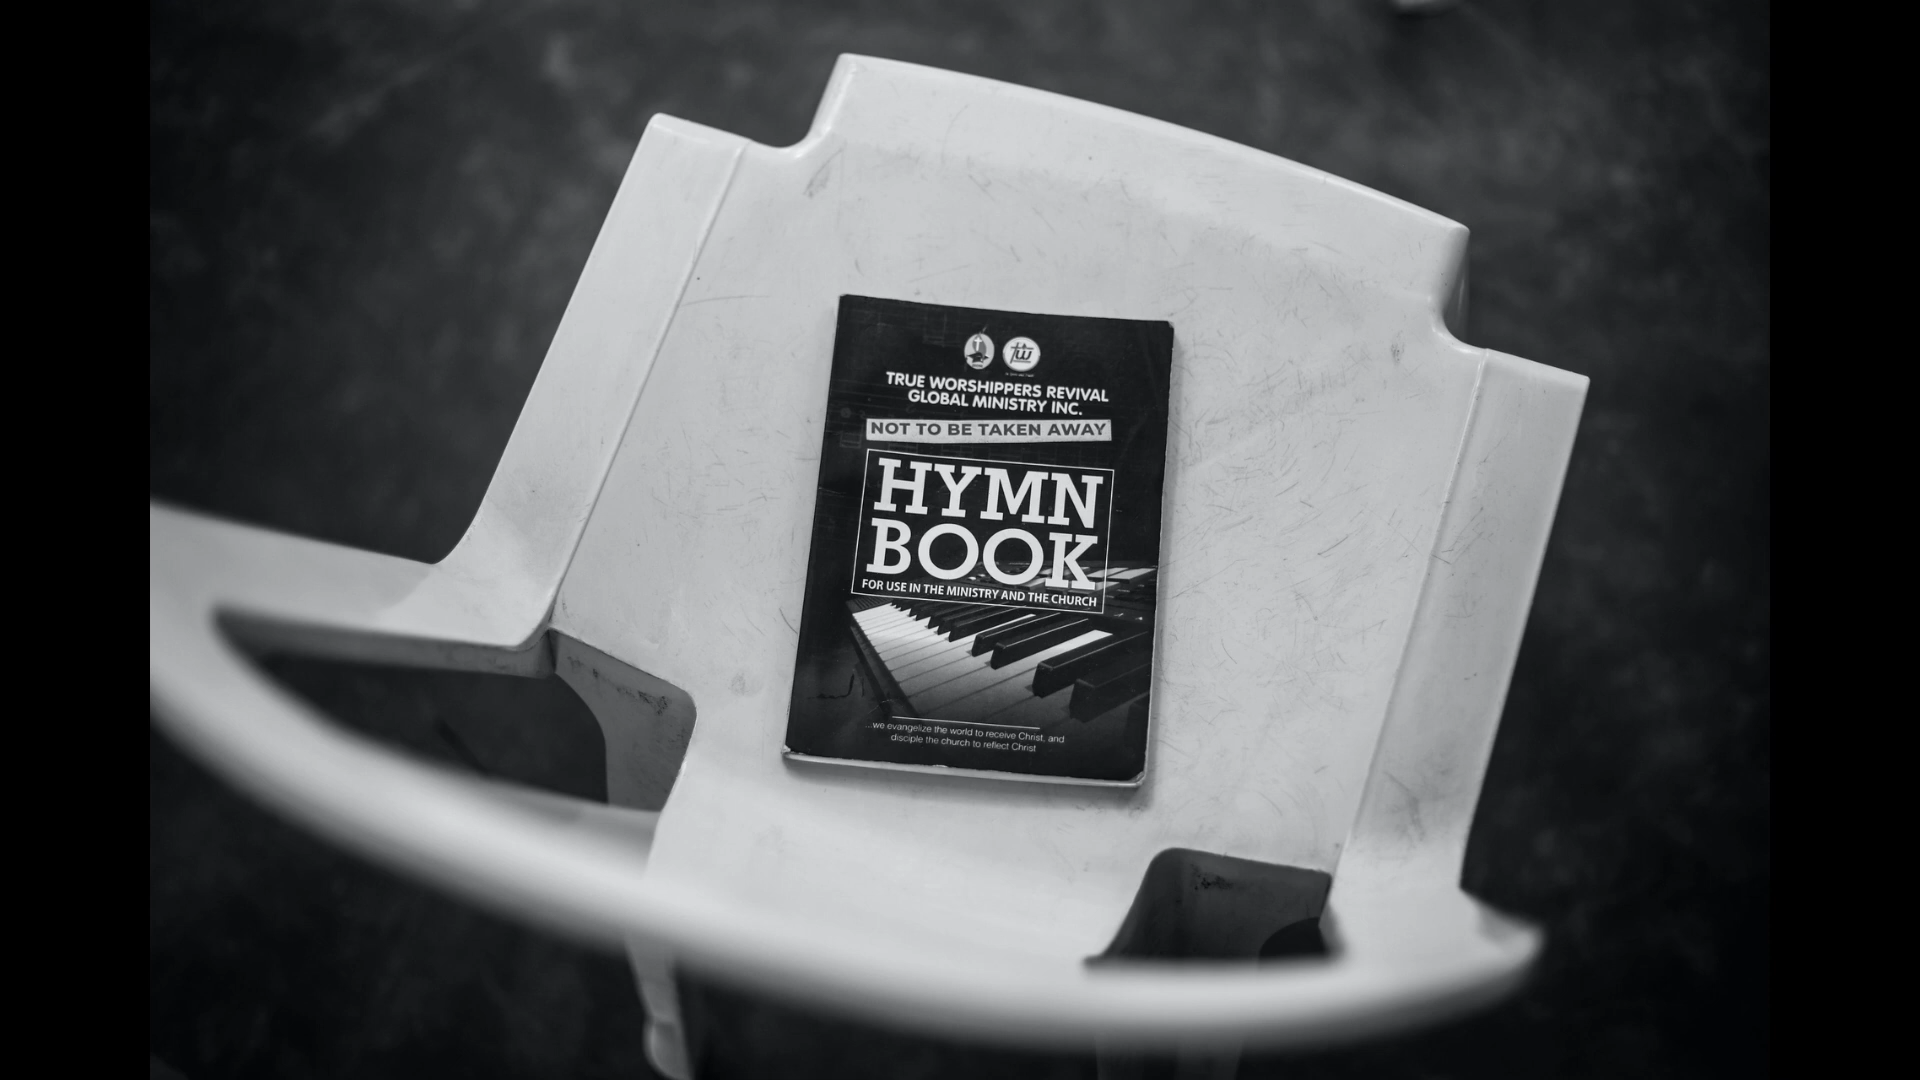 tw
TRUE WORSHIPPERS REVIVAL
GLOBAL MINISTRY INC.
NOT TO BE TAKEN AWAY
HYMN
BOOK
FOR USE IN THE MINISTRY AND THE CHURCH
...we evangelize the world to receive Christ, and
disciple the church to reflect Christ